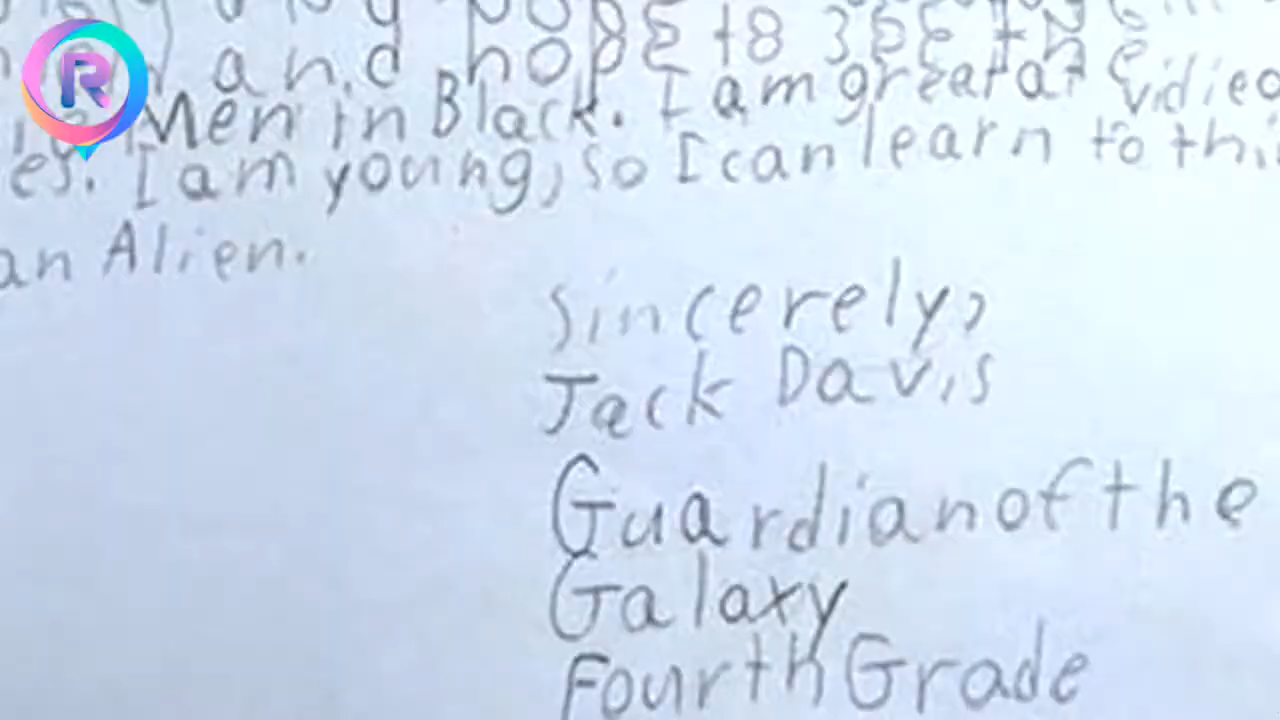 and hope to see the
Men in Black. I am great at vidieo
es. I am young, so I can learn to thi
an Alien.
Sincerely,
Jack Davis
Guardian of the
Galaxy
Fourth Grade
R